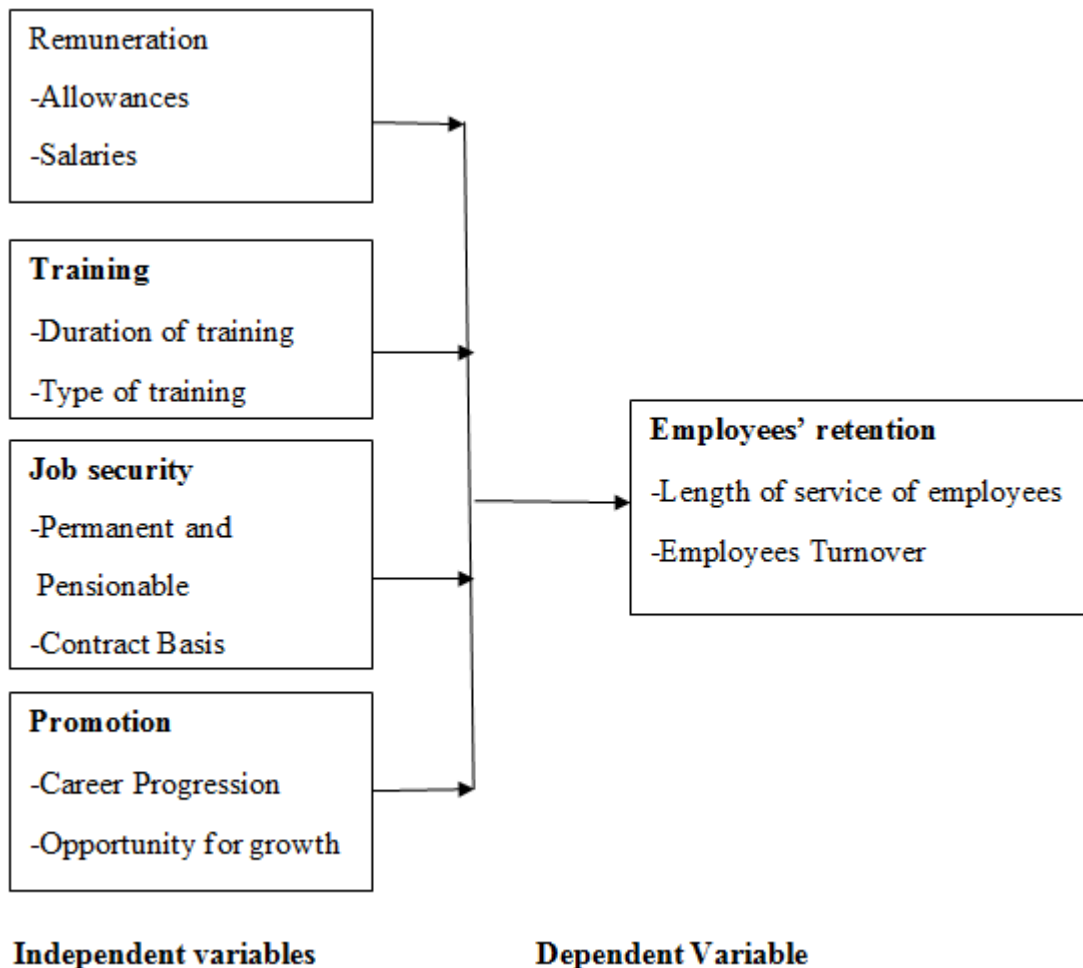 Remuneration
-Allowances
-Salaries
Training
-Duration of training
-Type of training
Job security
-Permanent and
Pensionable
-Contract Basis
Promotion
-Career Progression
-Opportunity for growth
Employees’ retention
-Length of service of employees
-Employees Turnover
Independent variables
Dependent Variable